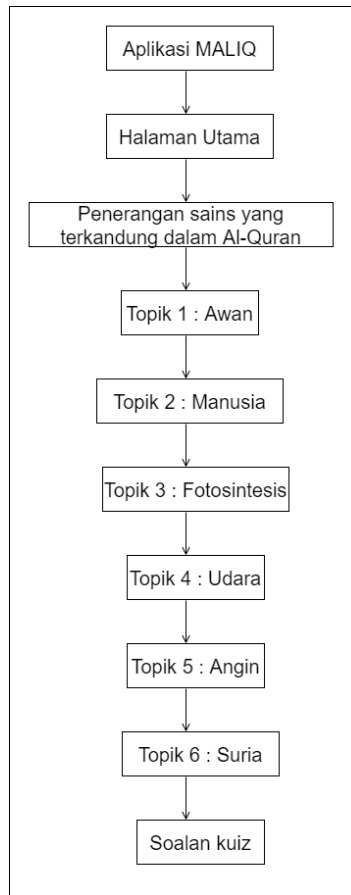 Aplikasi MALIQ
Halaman Utama
Penerangan sains yang
terkandung dalam Al-Quran
Topik 1 : Awan
Topik 2 : Manusia
Topik 3 : Fotosintesis
Topik 4 : Udara
Topik 5 : Angin
Topik 6 : Suria
Soalan kuiz